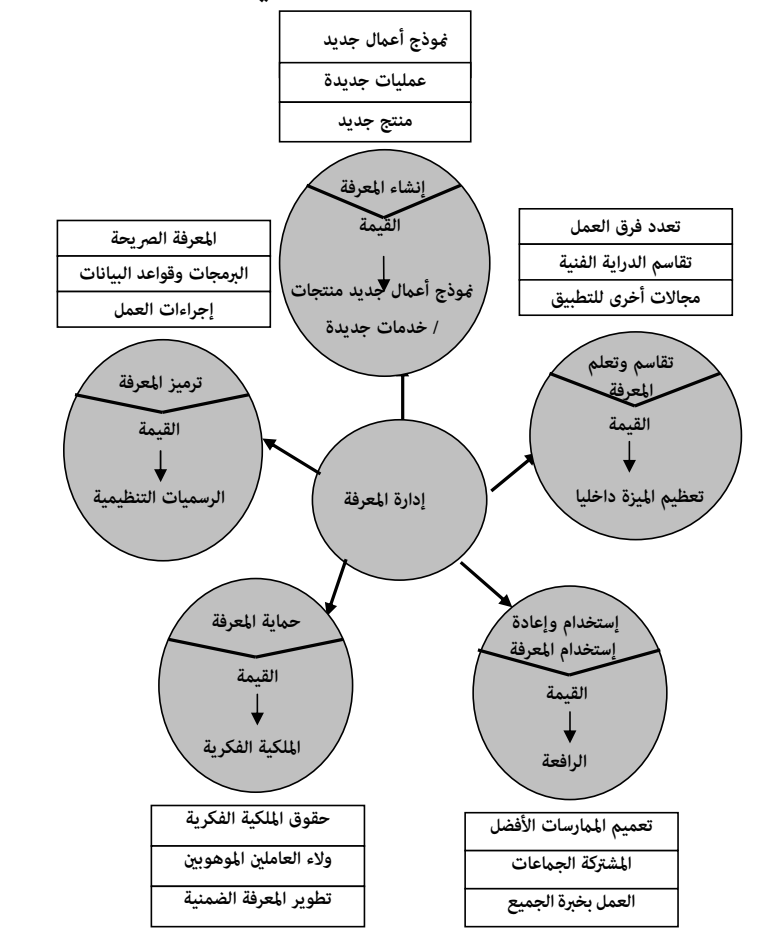 نموذج أعمال جديد
عمليات جديدة
منتج جديد
إنشاء المعرفة
القيمة
نموذج أعمال جديد منتجات
/ خدمات جديدة
تعدد فرق العمل
تقاسم الدراية الفنية
مجالات أخرى للتطبيق
تقاسم وتعلم
المعرفة
القيمة
تعظيم الميزة داخليا
المعرفة الصريحة
البرمجات وقواعد البيانات
إجراءات العمل
ترميز المعرفة
القيمة
الرسميات التنظيمية
إدارة المعرفة
إستخدام وإعادة
إستخدام المعرفة
القيمة
الرافعة
تعميم الممارسات الأفضل
المشتركة الجماعات
العمل بخبرة الجميع
حماية المعرفة
القيمة
الملكية الفكرية
حقوق الملكية الفكرية
ولاء العاملين الموهوبين
تطوير المعرفة الضمنية